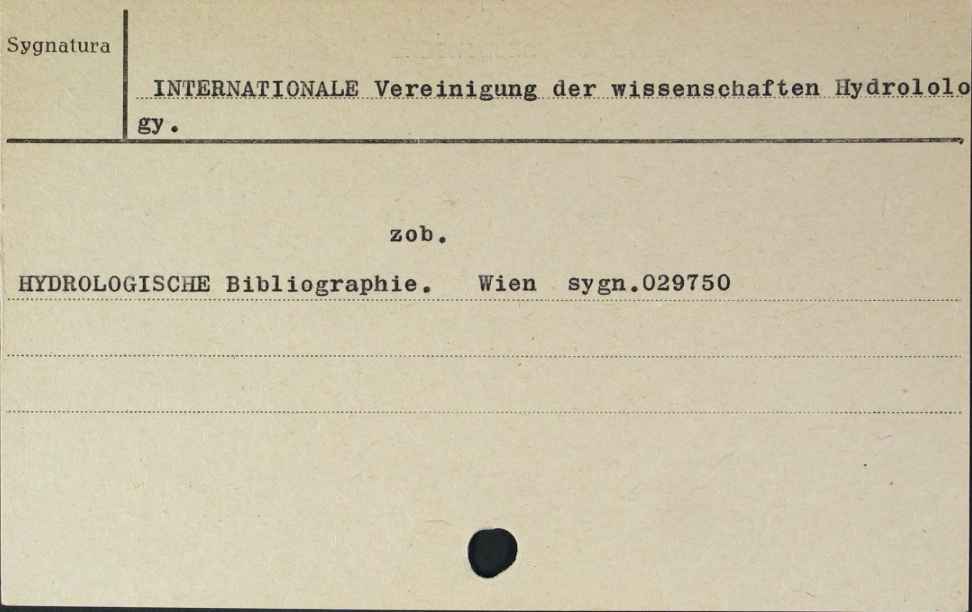 Sygnatura
INTERNATIONALE Vereinigung der wissenschaften Hydrololo
gy.
zob.
HYDROLOGISCHE Bibliographie. Wien sygn.029750